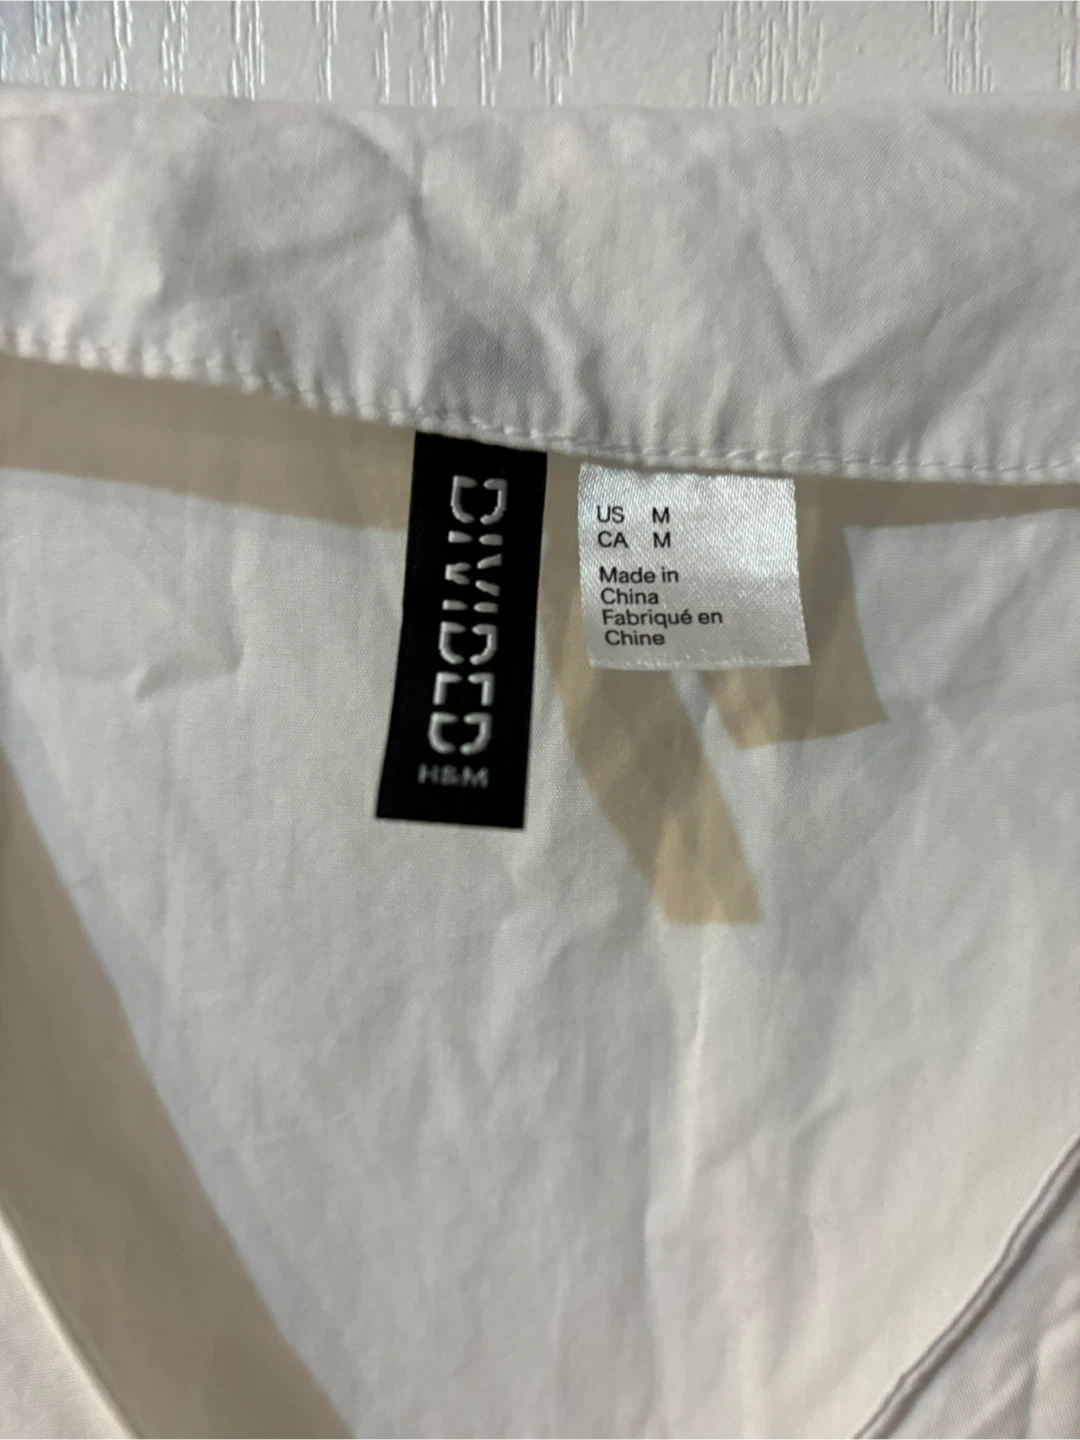 DIVIDED
H&M
US M
CA M
Made in
China
Fabriqué en
Chine